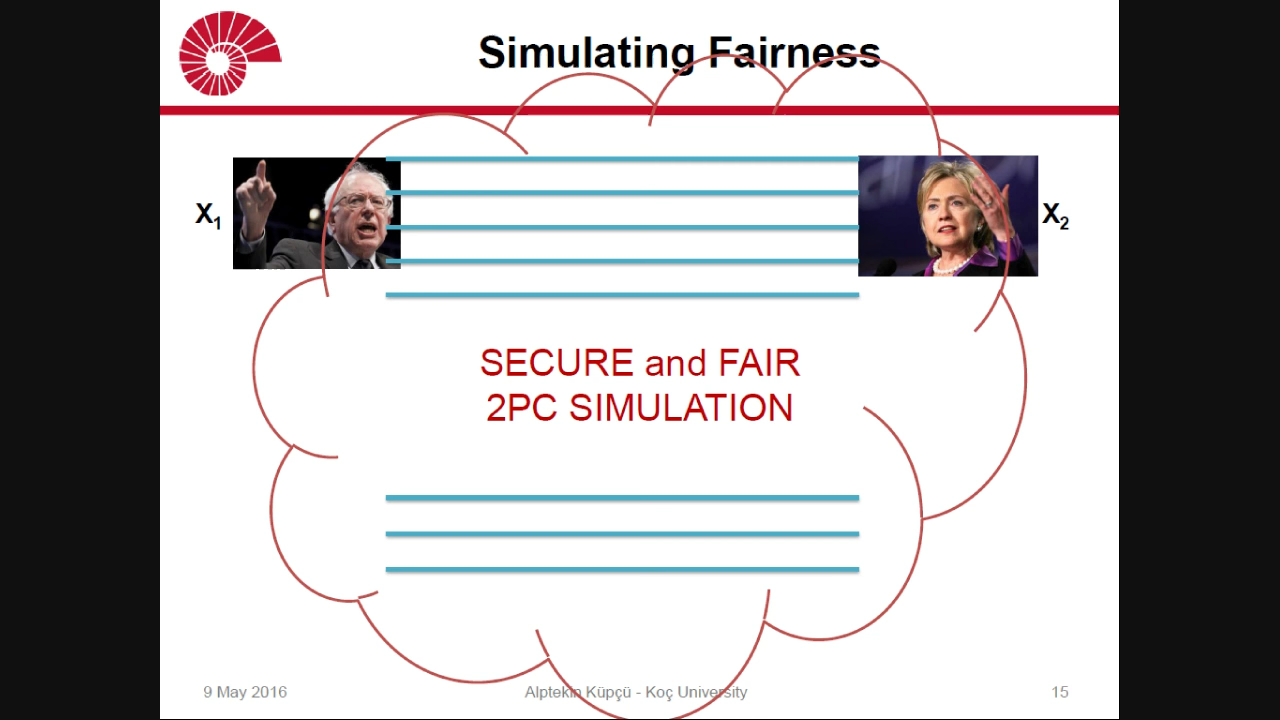 Simulating Fairness
X1
X2
SECURE and FAIR
2PC SIMULATION
9 May 2016
Alptekin Küpçü - Koç University
15